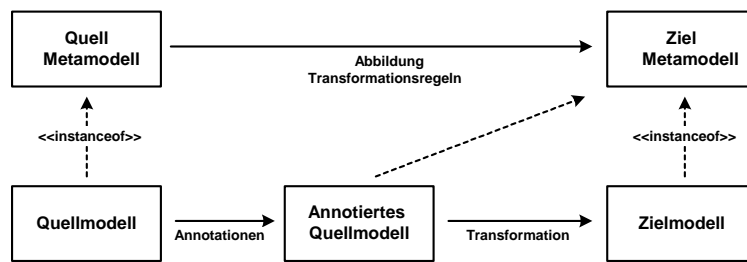 Quell
Metamodell
Abbildung
Transformationsregeln
Ziel
Metamodell
<<instanceof>>
<<instanceof>>
Quellmodell
Annotationen
Annotiertes
Quellmodell
Transformation
Zielmodell